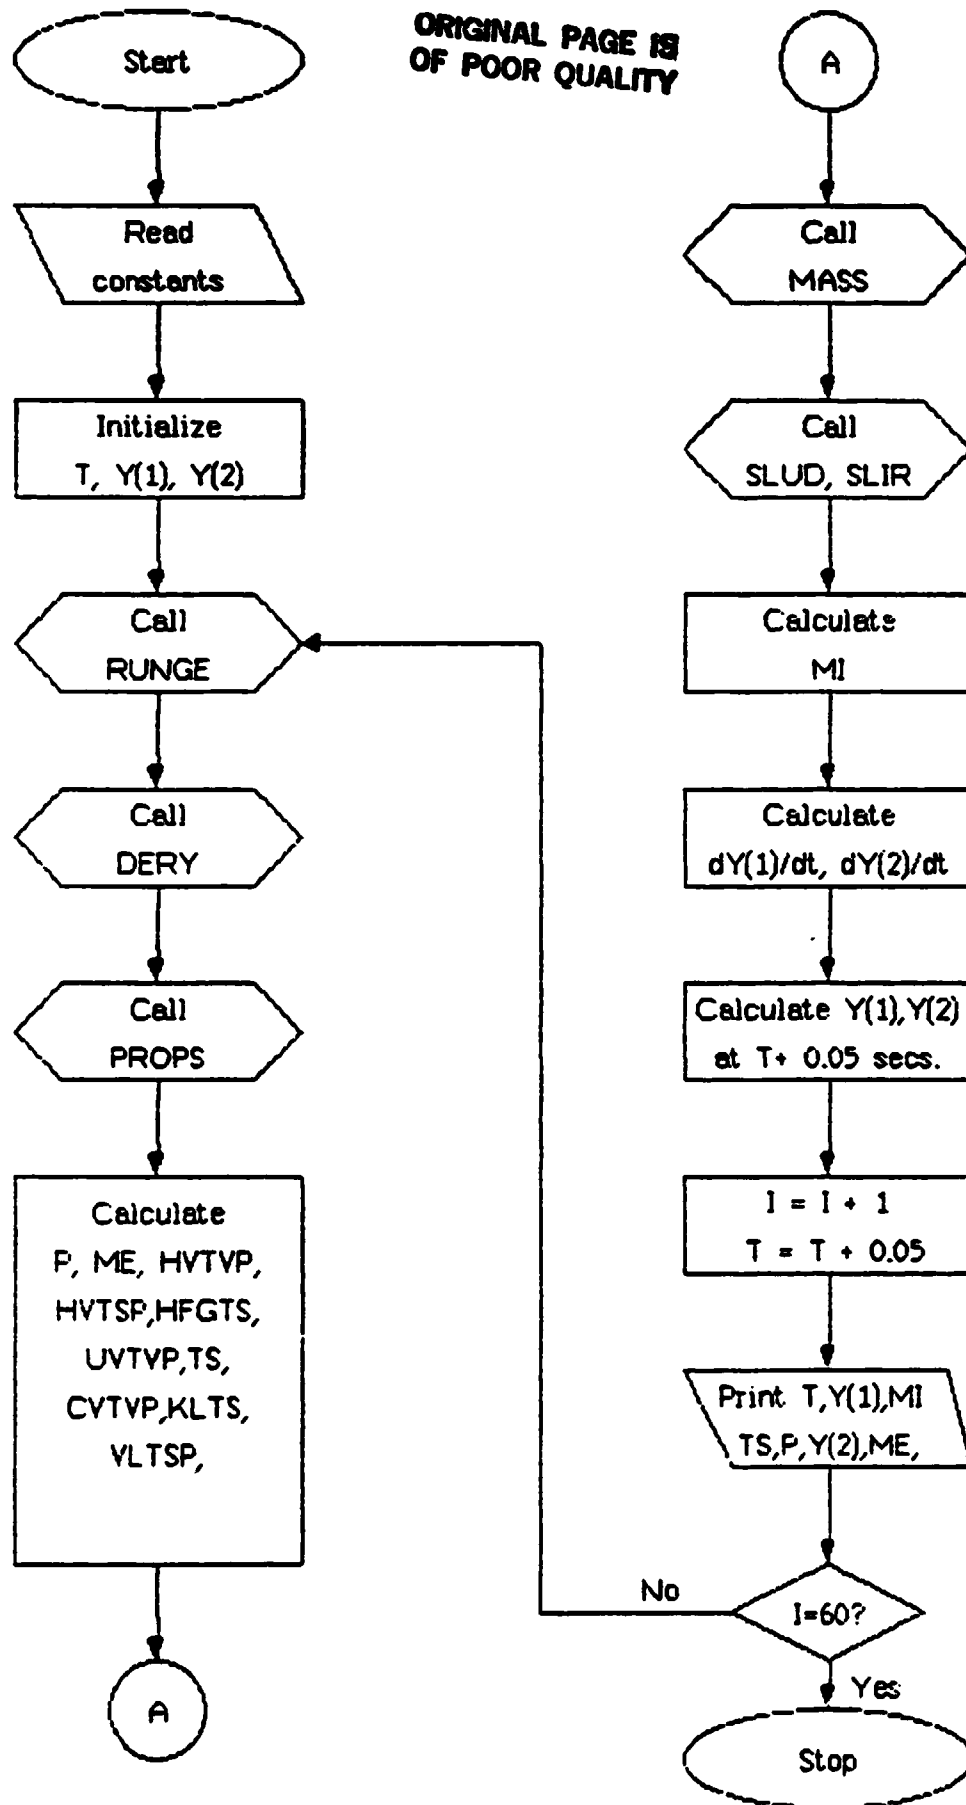 ORIGINAL PAGE IS
OF POOR QUALITY
Start
Read
constants
Initialize
T, Y(1), Y(2)
Call
RUNGE
Call
DERY
Call
PROPS
Calculate
P, ME, HVTVP,
HVTSP,HFGTS,
UVTVP,TS,
CVTVP,KLTS,
VLTSP,
A
A
Call
MASS
Call
SLUD, SLIR
Calculate
MI
Calculate
dY(1)/dt, dY(2)/dt
Calculate Y(1),Y(2)
at T+ 0.05 secs.
I = I + 1
T = T + 0.05
Print T,Y(1),MI
TS,P,Y(2),ME,
No
I=60?
Yes
Stop